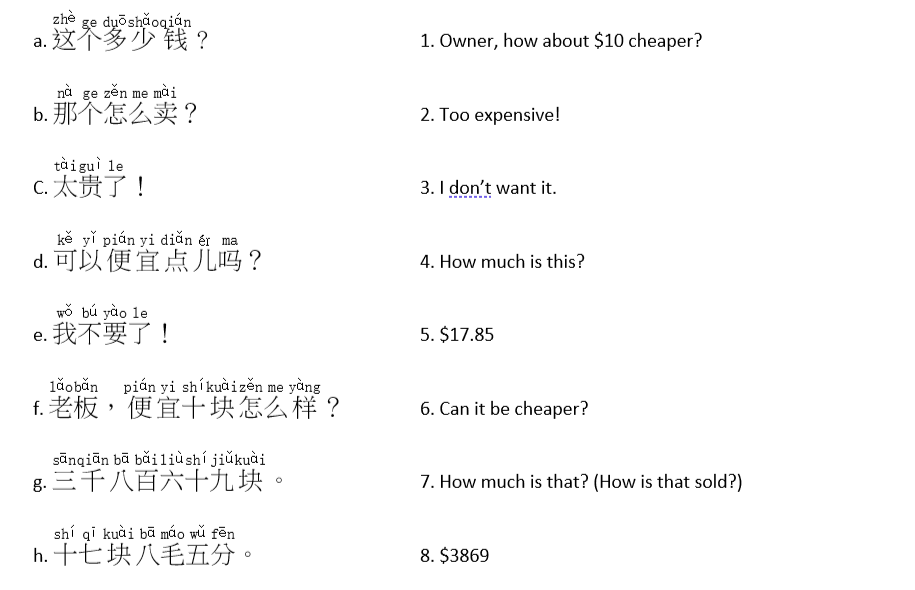 zhè ge duōshǎoqián
a. 这个多少钱？ 1. Owner, how about $10 cheaper?
nà ge zěn me mài
b. 那个怎么卖？ 2. Too expensive!
tài guì le
C. 太贵了！ 3. I don't want it.
kě yǐ pián yi diǎn ér ma
d. 可以便宜点儿吗？ 4. How much is this?
wǒ bú yào le
e. 我不要了！ 5. $17.85
lǎobǎn pián yi shíkuàizěn me yàng
f. 老板，便宜十块怎么样？ 6. Can it be cheaper?
sānqiān bā bǎiliùshí jiǔkuài
g. 三千八百六十九块。 7. How much is that? (How is that sold?)
shí qī kuài bā máo wǔ fēn
h. 十七块八毛五分。 8. $3869